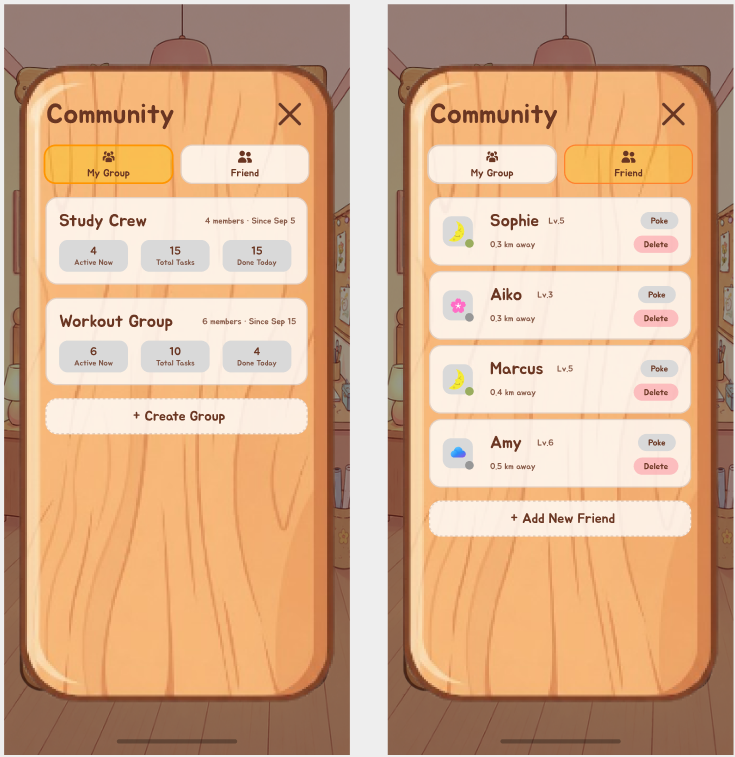 Community
My Group
Friend
Study Crew
4 members · Since Sep 5
4
Active Now
15
Total Tasks
15
Done Today
Workout Group
6 members · Since Sep 15
6
Active Now
10
Total Tasks
4
Done Today
+ Create Group
Community
My Group
Friend
Sophie Lv.5
0,3 km away
Poke
Delete
Aiko Lv.3
0,3 km away
Poke
Delete
Marcus Lv.5
0,4 km away
Poke
Delete
Amy Lv.6
0,5 km away
Poke
Delete
+ Add New Friend